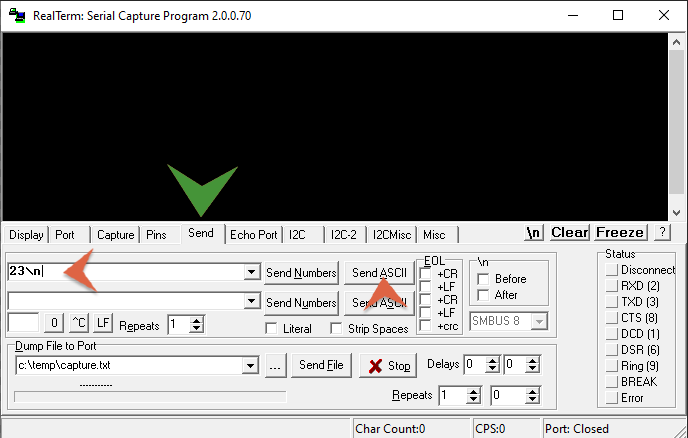 RealTerm: Serial Capture Program 2.0.0.70
Display Port Capture Pins Send Echo Port I2C I2C-2 I2CMisc Misc \n Clear Freeze ?
23\n Send Numbers Send ASCII
Send Numbers Send ASCII
0 ^C LF Repeats 1 Literal Strip Spaces
EOL
+CR
+LF
+CR
+LF
+crc
\n
Before
After
SMBUS 8
Status
Disconnect
RXD (2)
TXD (3)
CTS (8)
DCD (1)
DSR (6)
Ring (9)
BREAK
Error
Dump File to Port
c:\temp\capture.txt ... Send File Stop Delays 0 0
Repeats 1 0
Char Count:0 CPS:0 Port: Closed